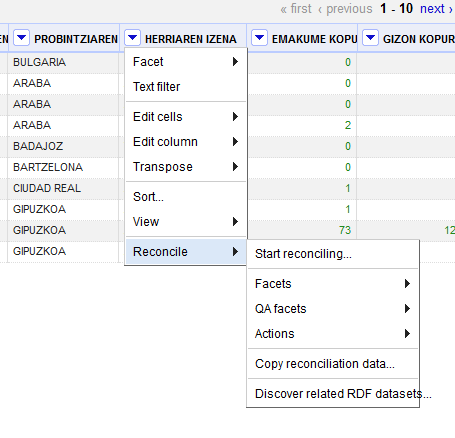 « first ‹ previous 1 - 10 next ›
PROBINTZIAREN HERRIAREN IZENA EMAKUME KOPU GIZON KOPUR
BULGARIA 0
ARABA 0
ARABA 0
ARABA 2
BADAJOZ 0
BARTZELONA 0
CIUDAD REAL 1
GIPUZKOA 1
GIPUZKOA 73 12
GIPUZKOA
Facet
Text filter
Edit cells
Edit column
Transpose
Sort...
View
Reconcile
Start reconciling...
Facets
QA facets
Actions
Copy reconciliation data...
Discover related RDF datasets...